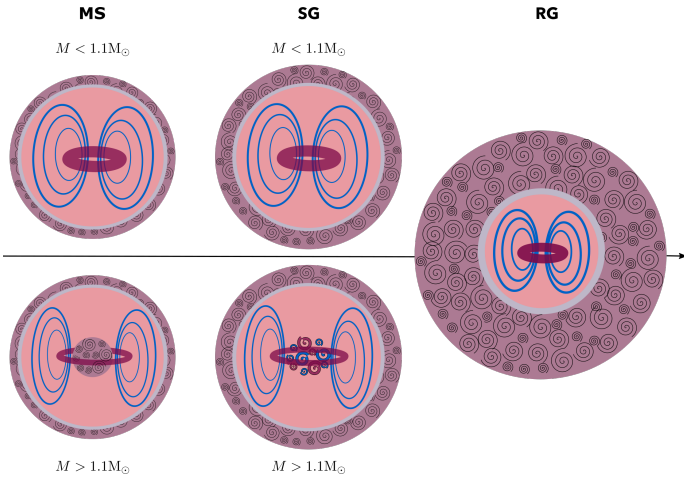 MS SG RG
M < 1.1M☉ M < 1.1M☉
M > 1.1M☉ M > 1.1M☉